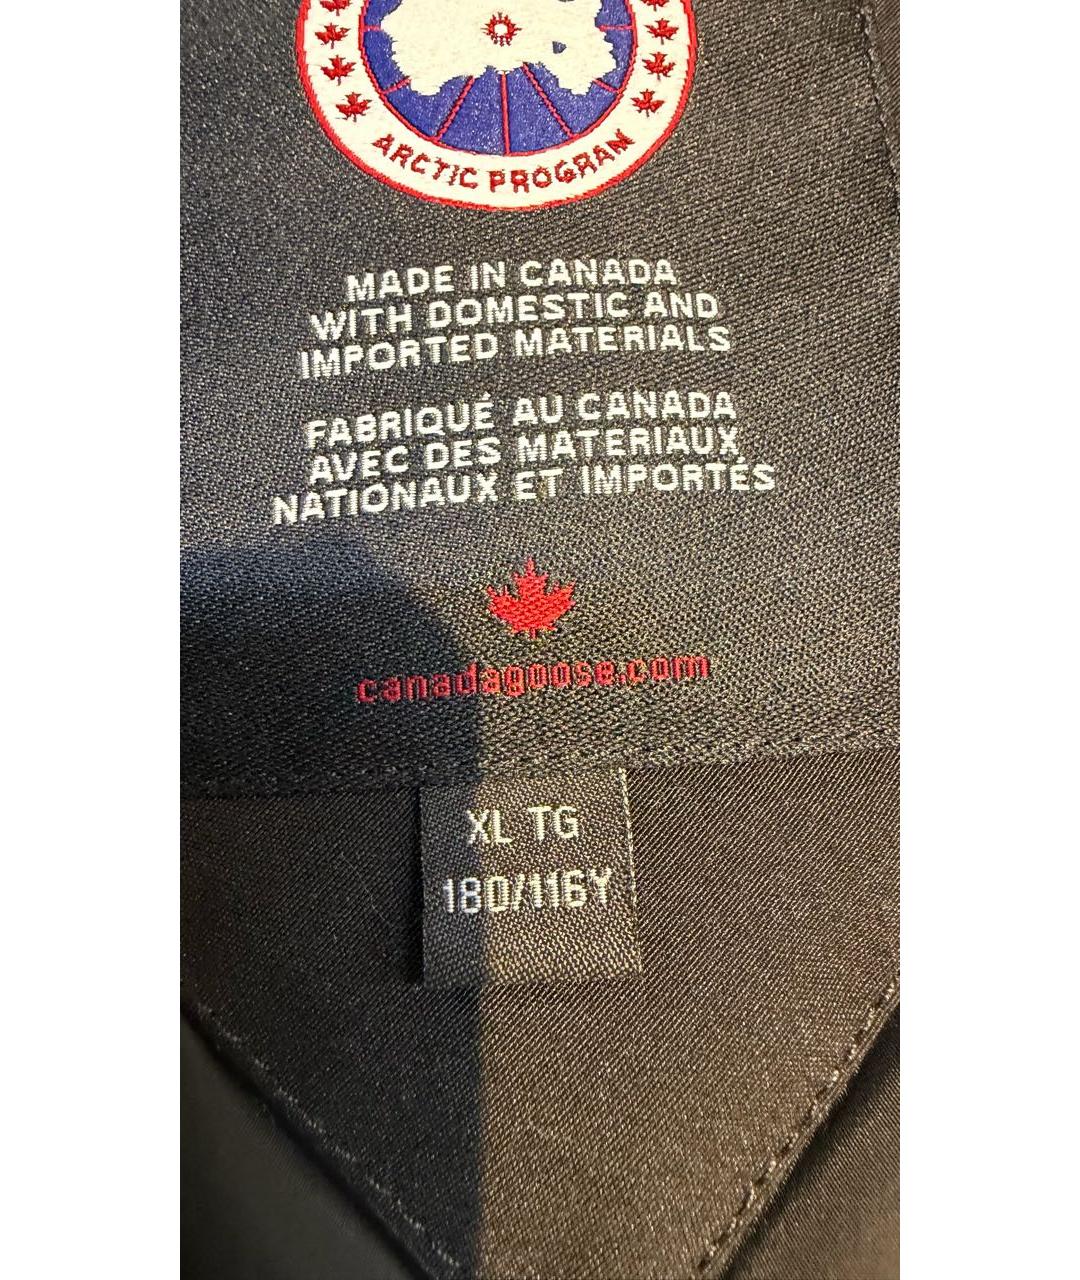 ARCTIC PROGRAM
MADE IN CANADA
WITH DOMESTIC AND
IMPORTED MATERIALS
FABRIQUÉ AU CANADA
AVEC DES MATERIAUX
NATIONAUX ET IMPORTÉS
canadagoose.com
XL TG
180/116Y